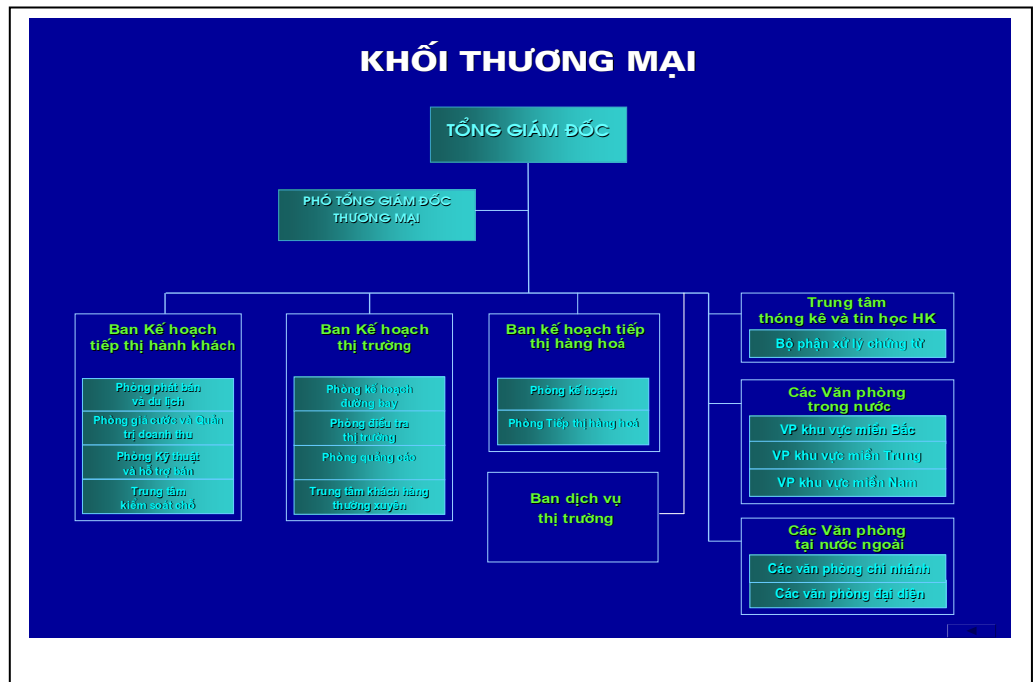 KHỐI THƯƠNG MẠI
TỔNG GIÁM ĐỐC
PHÓ TỔNG GIÁM ĐỐC
THƯƠNG MẠI
Ban Kế hoạch
tiếp thị hành khách
Phòng phát bán
và du lịch
Phòng giá cước và Quản
trị doanh thu
Phòng Kỹ thuật
và hỗ trợ bán
Trung tâm
kiểm soát chỗ
Ban Kế hoạch
thị trường
Phòng kế hoạch
đường bay
Phòng điều tra
thị trường
Phòng quảng cáo
Trung tâm khách hàng
thường xuyên
Ban kế hoạch tiếp
thị hàng hoá
Phòng kế hoạch
Phòng Tiếp thị hàng hoá
Ban dịch vụ
thị trường
Trung tâm
thống kê và tin học HK
Bộ phận xử lý chứng từ
Các Văn phòng
trong nước
VP khu vực miền Bắc
VP khu vực miền Trung
VP khu vực miền Nam
Các Văn phòng
tại nước ngoài
Các văn phòng chi nhánh
Các văn phòng đại diện